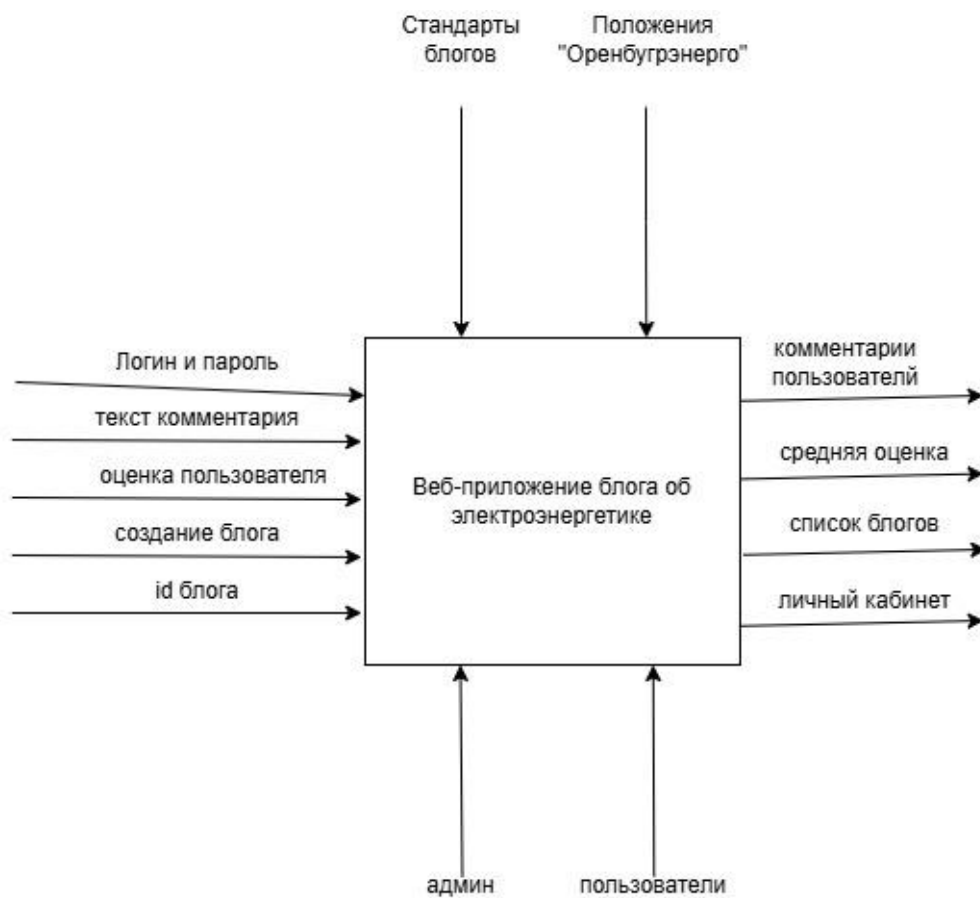 Стандарты
блогов
Положения
"Оренбугрэнерго"
Логин и пароль
текст комментария
оценка пользователя
создание блога
id блога
Веб-приложение блога об
электроэнергетике
комментарии
пользователй
средняя оценка
список блогов
личный кабинет
админ
пользователи